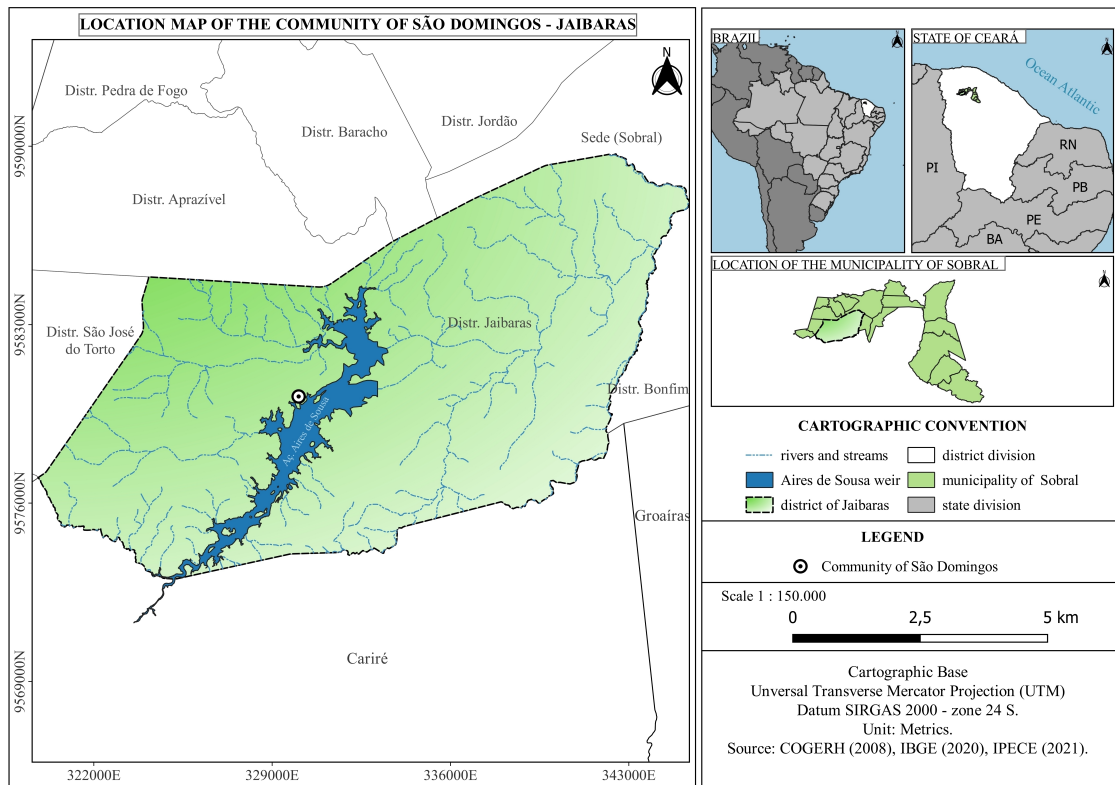 LOCATION MAP OF THE COMMUNITY OF SÃO DOMINGOS - JAIBARAS
N
Distr. Pedra de Fogo
Distr. Baracho
Distr. Jordão
Sede (Sobral)
Distr. Aprazível
Distr. São José
do Torto
Distr. Jaibaras
Distr. Bonfim
Aç. Aires de Sousa
Groaíras
Cariré
9590000N
9583000N
9576000N
9569000N
322000E
329000E
336000E
343000E
BRAZIL
STATE OF CEARÁ
Ocean Atlantic
RN
PI
PB
PE
BA
LOCATION OF THE MUNICIPALITY OF SOBRAL
CARTOGRAPHIC CONVENTION
rivers and streams
district division
Aires de Sousa weir
municipality of Sobral
district of Jaibaras
state division
LEGEND
Community of São Domingos
Scale 1 : 150.000
0
2,5
5 km
Cartographic Base
Unversal Transverse Mercator Projection (UTM)
Datum SIRGAS 2000 - zone 24 S.
Unit: Metrics.
Source: COGERH (2008), IBGE (2020), IPECE (2021).